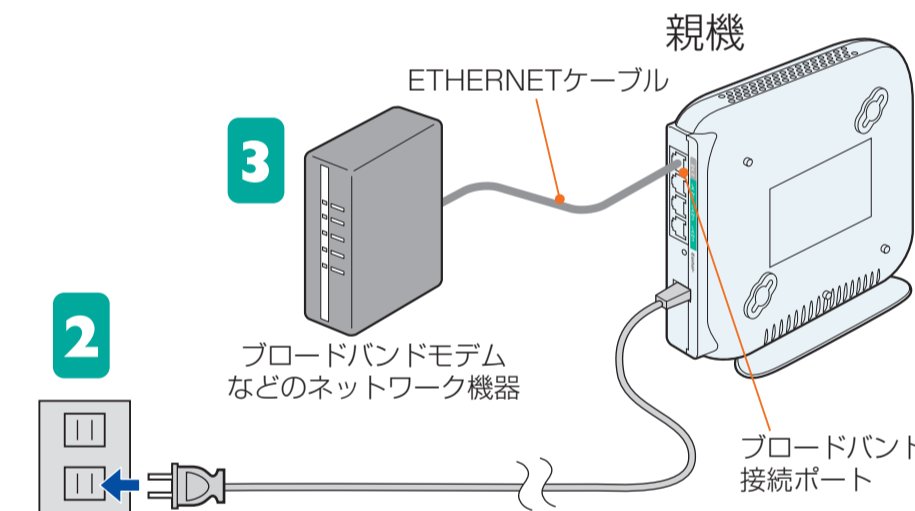 親機
ETHERNETケーブル
3
2
ブロードバンドモデム
などのネットワーク機器
ブロードバンド
接続ポート